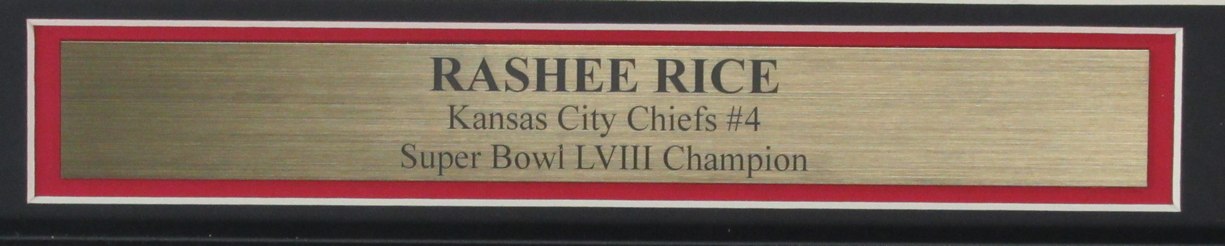 RASHEE RICE
Kansas City Chiefs #4
Super Bowl LVIII Champion